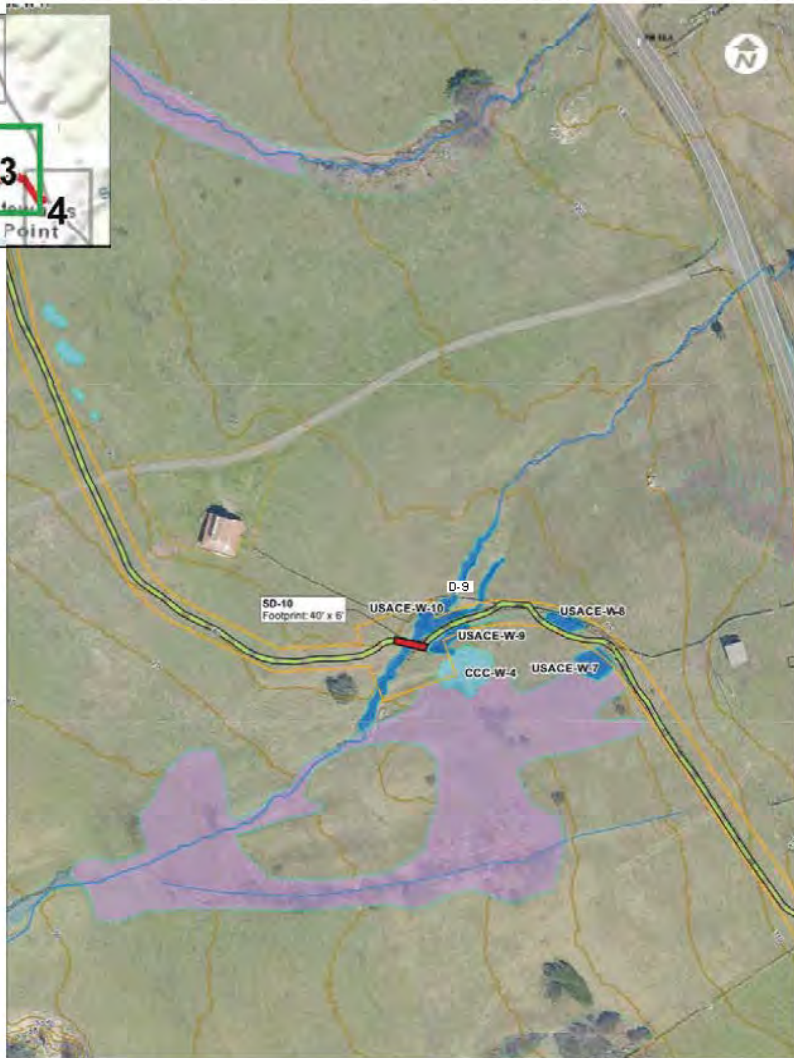 3
4
Point
N
SD-10
Footprint: 40' x 6'
USACE-W-10
D-9
USACE-W-8
USACE-W-9
CCC-W-4
USACE-W-7